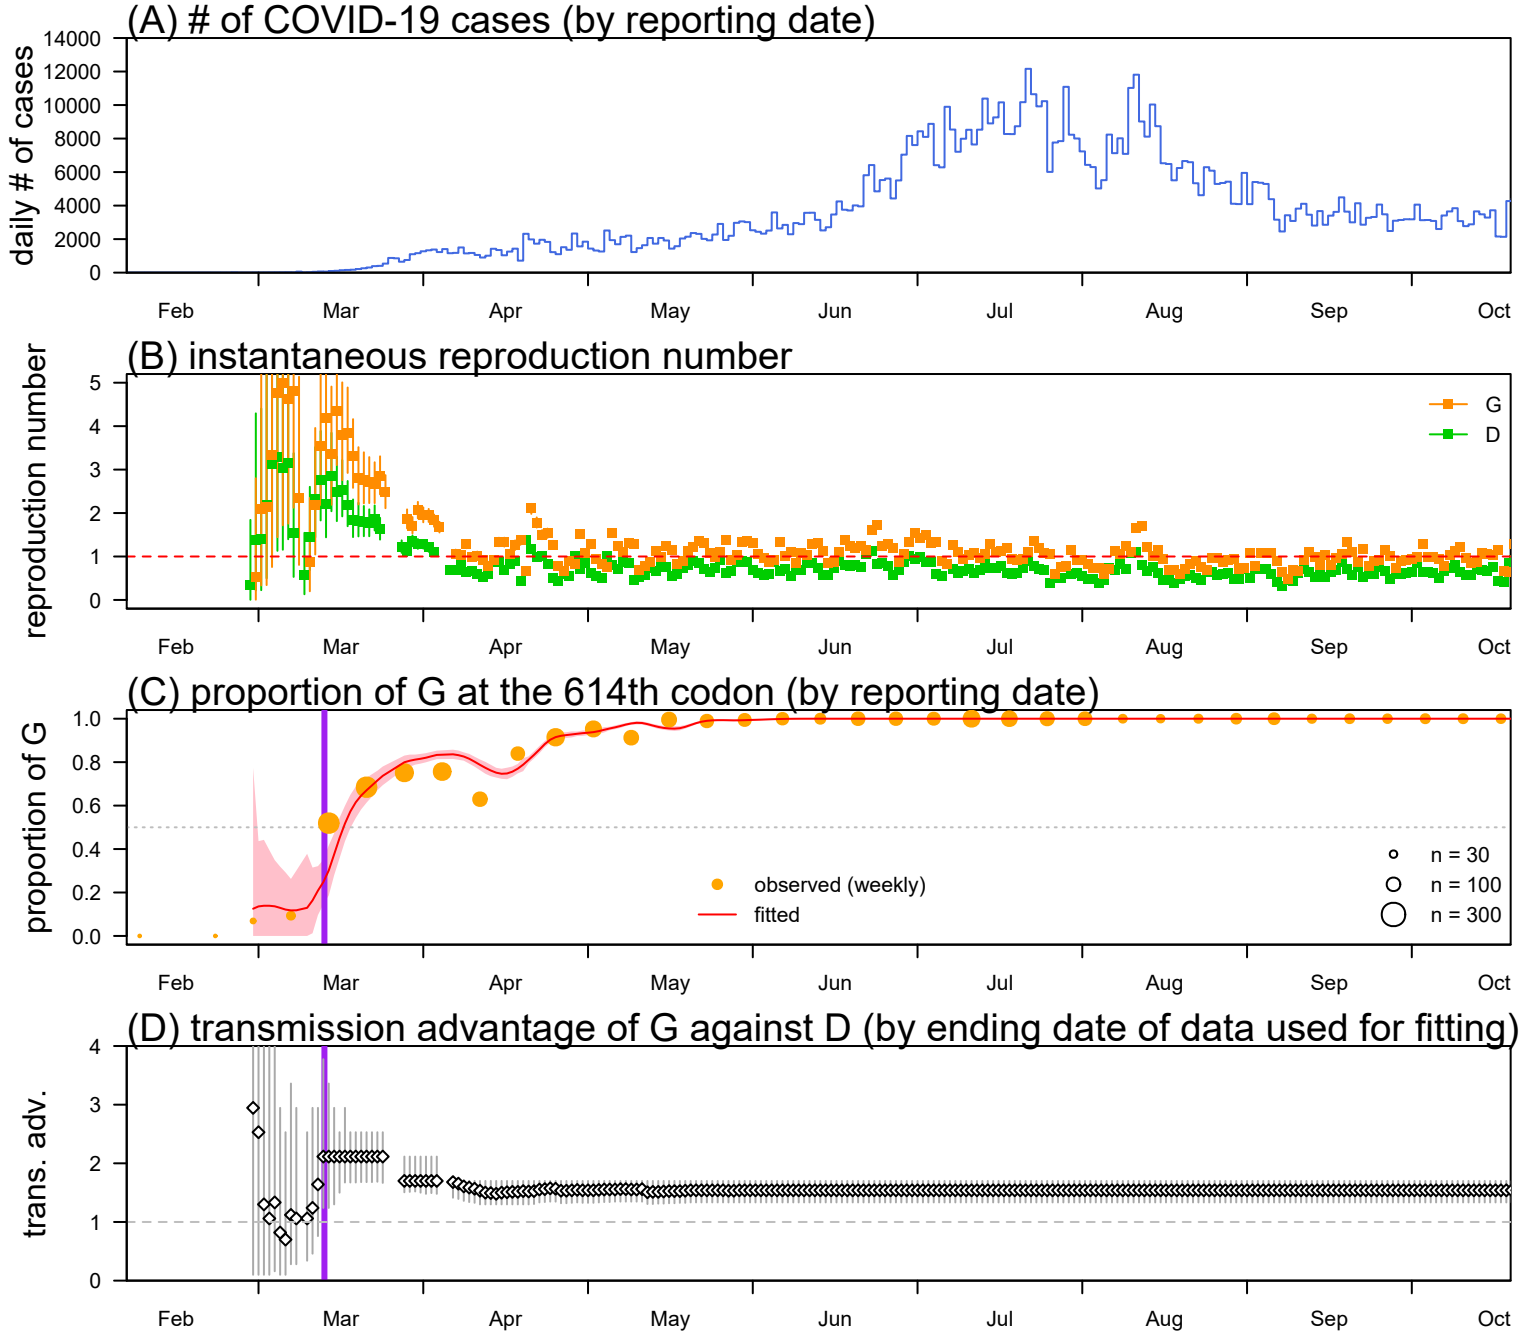 (A) # of COVID-19 cases (by reporting date)
daily # of cases
14000
12000
10000
8000
6000
4000
2000
0
Feb Mar Apr May Jun Jul Aug Sep Oct
(B) instantaneous reproduction number
reproduction number
5
4
3
2
1
0
G
D
Feb Mar Apr May Jun Jul Aug Sep Oct
(C) proportion of G at the 614th codon (by reporting date)
proportion of G
1.0
0.8
0.6
0.4
0.2
0.0
observed (weekly)
fitted
n = 30
n = 100
n = 300
Feb Mar Apr May Jun Jul Aug Sep Oct
(D) transmission advantage of G against D (by ending date of data used for fitting)
trans. adv.
4
3
2
1
0
Feb Mar Apr May Jun Jul Aug Sep Oct